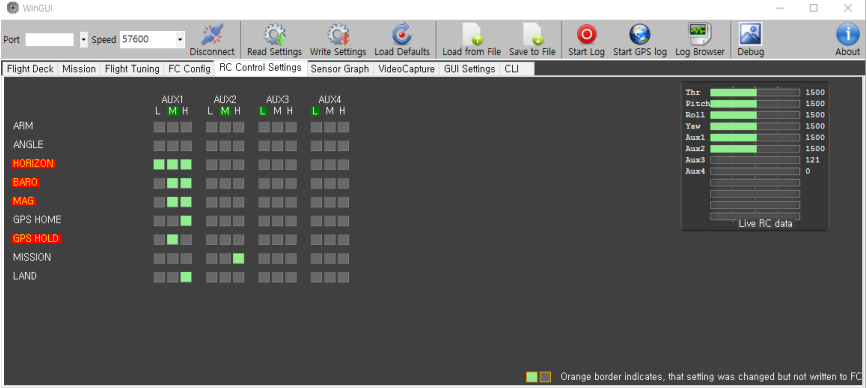 WinGUI
Port Speed 57600 Disconnect Read Settings Write Settings Load Defaults Load from File Save to File Start Log Start GPS log Log Browser Debug About
Flight Deck Mission Flight Tuning FC Config RC Control Settings Sensor Graph VideoCapture GUI Settings CLI
AUX1 AUX2 AUX3 AUX4
L M H L M H L M H L M H
ARM
ANGLE
HORIZON
BARO
MAG
GPS HOME
GPS HOLD
MISSION
LAND
Thr 1500
Pitch 1500
Roll 1500
Yaw 1500
Aux1 1500
Aux2 1500
Aux3 121
Aux4 0
Live RC data
Orange border indicates, that setting was changed but not written to FC